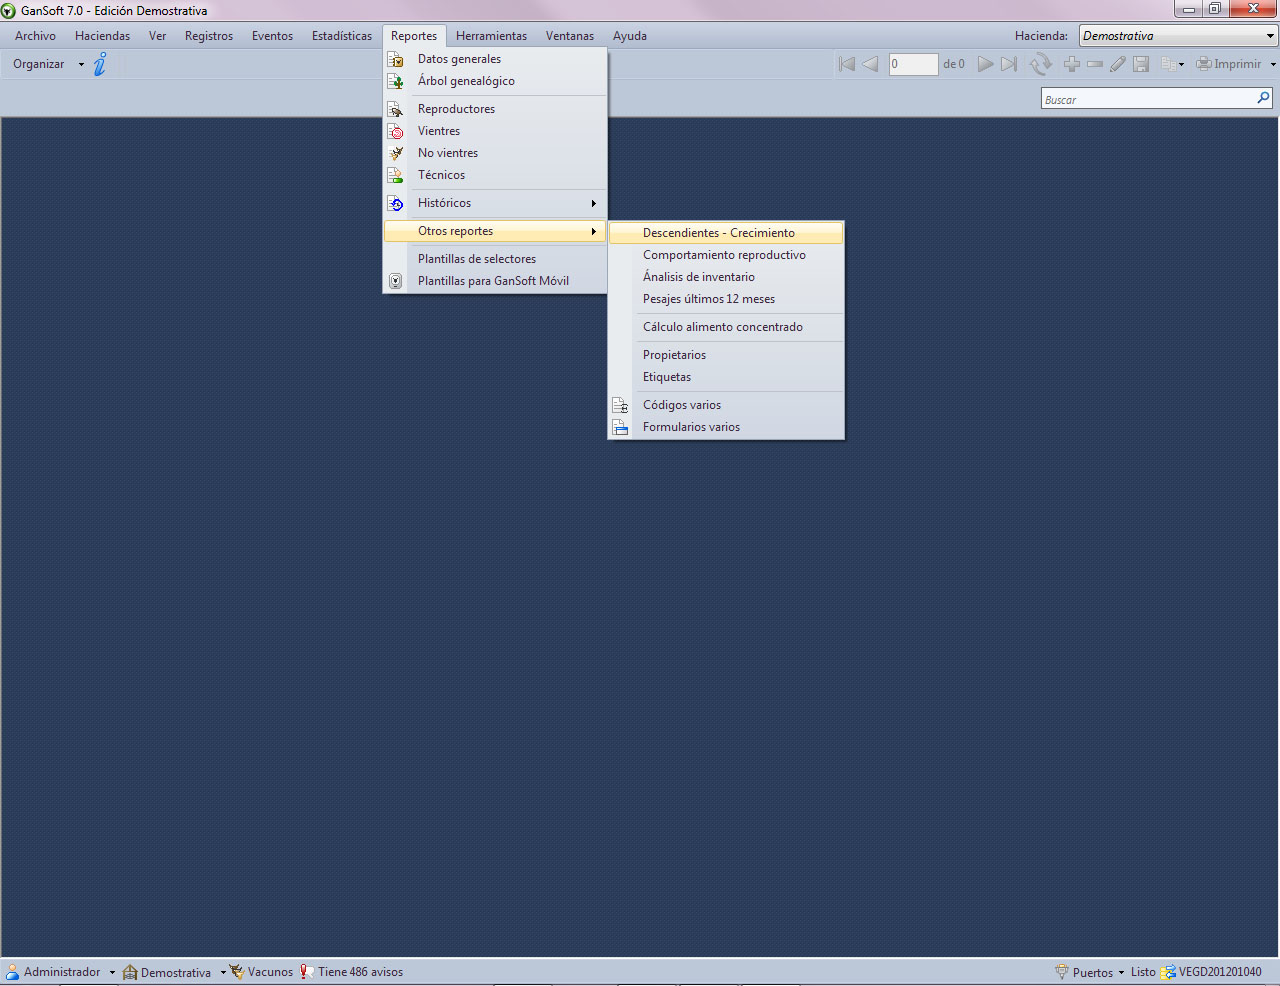 GanSoft 7.0 - Edición Demostrativa
Archivo Haciendas Ver Registros Eventos Estadísticas Reportes Herramientas Ventanas Ayuda Hacienda: Demostrativa
Organizar 0 de 0 Imprimir
Buscar
Datos generales
Árbol genealógico
Reproductores
Vientres
No vientres
Técnicos
Históricos
Otros reportes
Plantillas de selectores
Plantillas para GanSoft Móvil
Descendientes - Crecimiento
Comportamiento reproductivo
Ánalisis de inventario
Pesajes últimos 12 meses
Cálculo alimento concentrado
Propietarios
Etiquetas
Códigos varios
Formularios varios
Administrador Demostrativa Vacunos Tiene 486 avisos Puertos Listo VEGD201201040